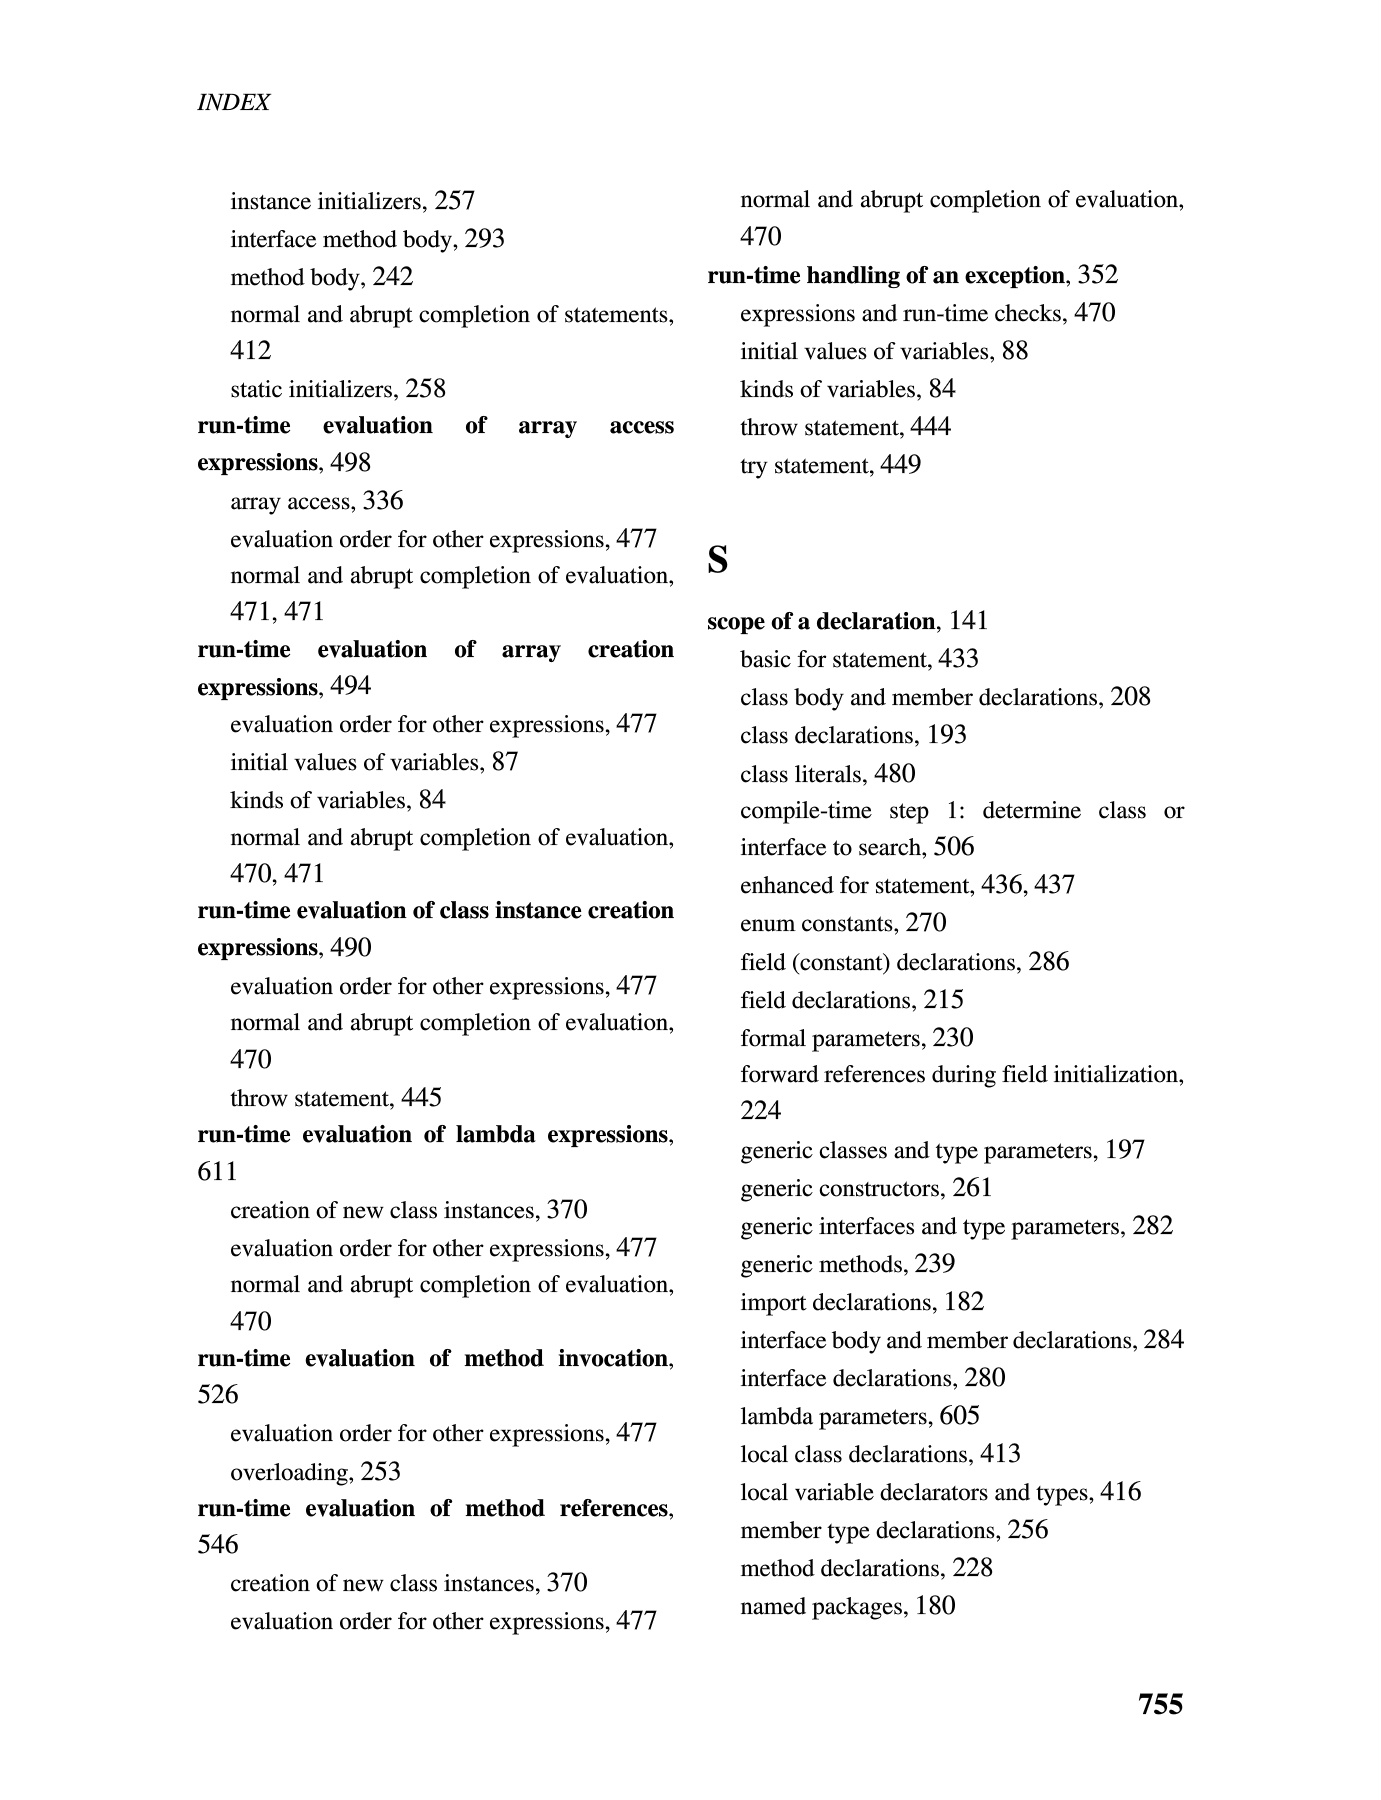 INDEX
instance initializers, 257
interface method body, 293
method body, 242
normal and abrupt completion of statements,
412
static initializers, 258
run-time evaluation of array access
expressions, 498
array access, 336
evaluation order for other expressions, 477
normal and abrupt completion of evaluation,
471, 471
run-time evaluation of array creation
expressions, 494
evaluation order for other expressions, 477
initial values of variables, 87
kinds of variables, 84
normal and abrupt completion of evaluation,
470, 471
run-time evaluation of class instance creation
expressions, 490
evaluation order for other expressions, 477
normal and abrupt completion of evaluation,
470
throw statement, 445
run-time evaluation of lambda expressions,
611
creation of new class instances, 370
evaluation order for other expressions, 477
normal and abrupt completion of evaluation,
470
run-time evaluation of method invocation,
526
evaluation order for other expressions, 477
overloading, 253
run-time evaluation of method references,
546
creation of new class instances, 370
evaluation order for other expressions, 477
normal and abrupt completion of evaluation,
470
run-time handling of an exception, 352
expressions and run-time checks, 470
initial values of variables, 88
kinds of variables, 84
throw statement, 444
try statement, 449
S
scope of a declaration, 141
basic for statement, 433
class body and member declarations, 208
class declarations, 193
class literals, 480
compile-time step 1: determine class or
interface to search, 506
enhanced for statement, 436, 437
enum constants, 270
field (constant) declarations, 286
field declarations, 215
formal parameters, 230
forward references during field initialization,
224
generic classes and type parameters, 197
generic constructors, 261
generic interfaces and type parameters, 282
generic methods, 239
import declarations, 182
interface body and member declarations, 284
interface declarations, 280
lambda parameters, 605
local class declarations, 413
local variable declarators and types, 416
member type declarations, 256
method declarations, 228
named packages, 180
755